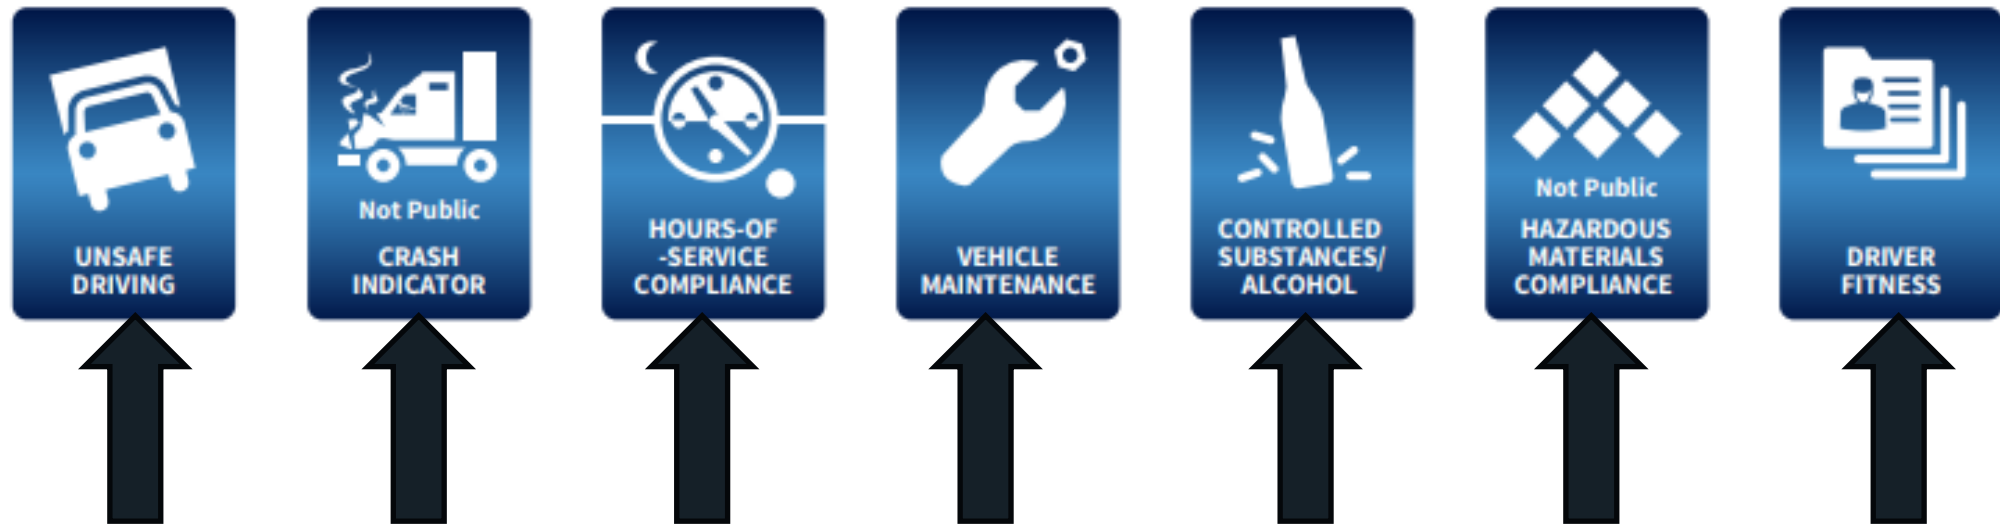 UNSAFE
DRIVING
Not Public
CRASH
INDICATOR
HOURS-OF
-SERVICE
COMPLIANCE
VEHICLE
MAINTENANCE
CONTROLLED
SUBSTANCES/
ALCOHOL
Not Public
HAZARDOUS
MATERIALS
COMPLIANCE
DRIVER
FITNESS